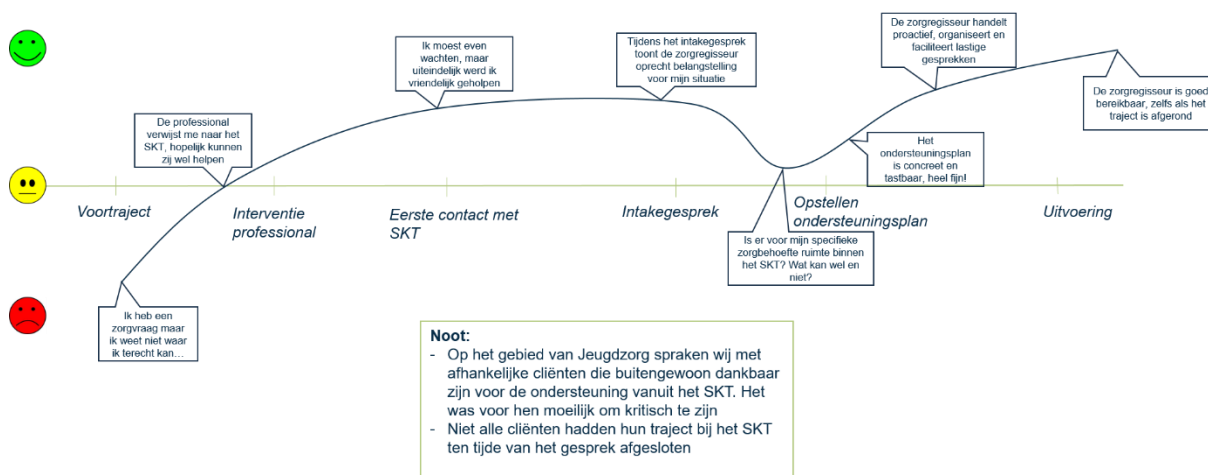 De zorgregisseur handelt
proactief, organiseert en
faciliteert lastige
gesprekken
Ik moest even
wachten, maar
uiteindelijk werd ik
vriendelijk geholpen
Tijdens het intakegesprek
toont de zorgregisseur
oprecht belangstelling
voor mijn situatie
De zorgregisseur is goed
bereikbaar, zelfs als het
traject is afgerond
De professional
verwijst me naar het
SKT, hopelijk kunnen
zij wel helpen
Het
ondersteuningsplan
is concreet en
tastbaar, heel fijn!
Voortraject
Interventie
professional
Eerste contact met
SKT
Intakegesprek
Opstellen
ondersteuningsplan
Uitvoering
Is er voor mijn specifieke
zorgbehoefte ruimte binnen
het SKT? Wat kan wel en
niet?
Ik heb een
zorgvraag maar
ik weet niet waar
ik terecht kan...
Noot:
- Op het gebied van Jeugdzorg spraken wij met
afhankelijke cliënten die buitengewoon dankbaar
zijn voor de ondersteuning vanuit het SKT. Het
was voor hen moeilijk om kritisch te zijn
- Niet alle cliënten hadden hun traject bij het SKT
ten tijde van het gesprek afgesloten